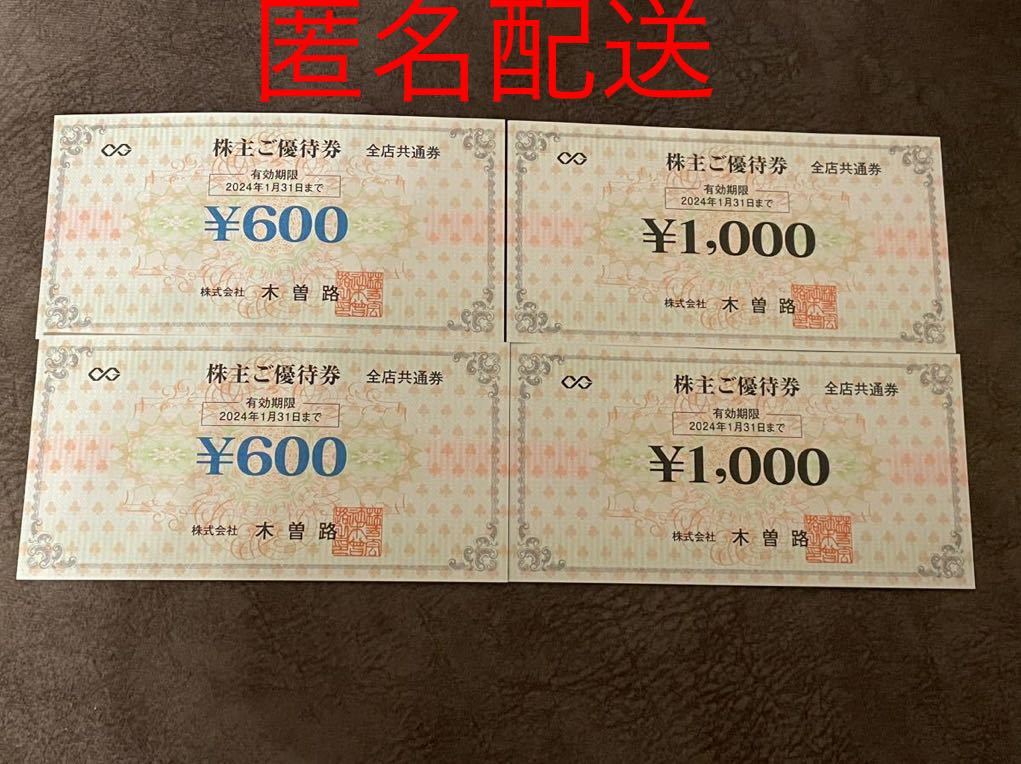 匿名配送
株主ご優待券 全店共通券
有効期限
2024年1月31日まで
¥600
株式会社 木曽路
株主ご優待券 全店共通券
有効期限
2024年1月31日まで
¥1,000
株式会社 木曽路
株主ご優待券 全店共通券
有効期限
2024年1月31日まで
¥600
株式会社 木曽路
株主ご優待券 全店共通券
有効期限
2024年1月31日まで
¥1,000
株式会社 木曽路